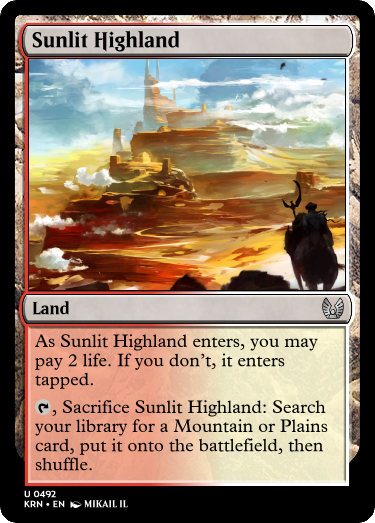 Sunlit Highland
Land
As Sunlit Highland enters, you may
pay 2 life. If you don't, it enters
tapped.
, Sacrifice Sunlit Highland: Search
your library for a Mountain or Plains
card, put it onto the battlefield, then
shuffle.
U 0492
KRN • EN MIKAIL IL